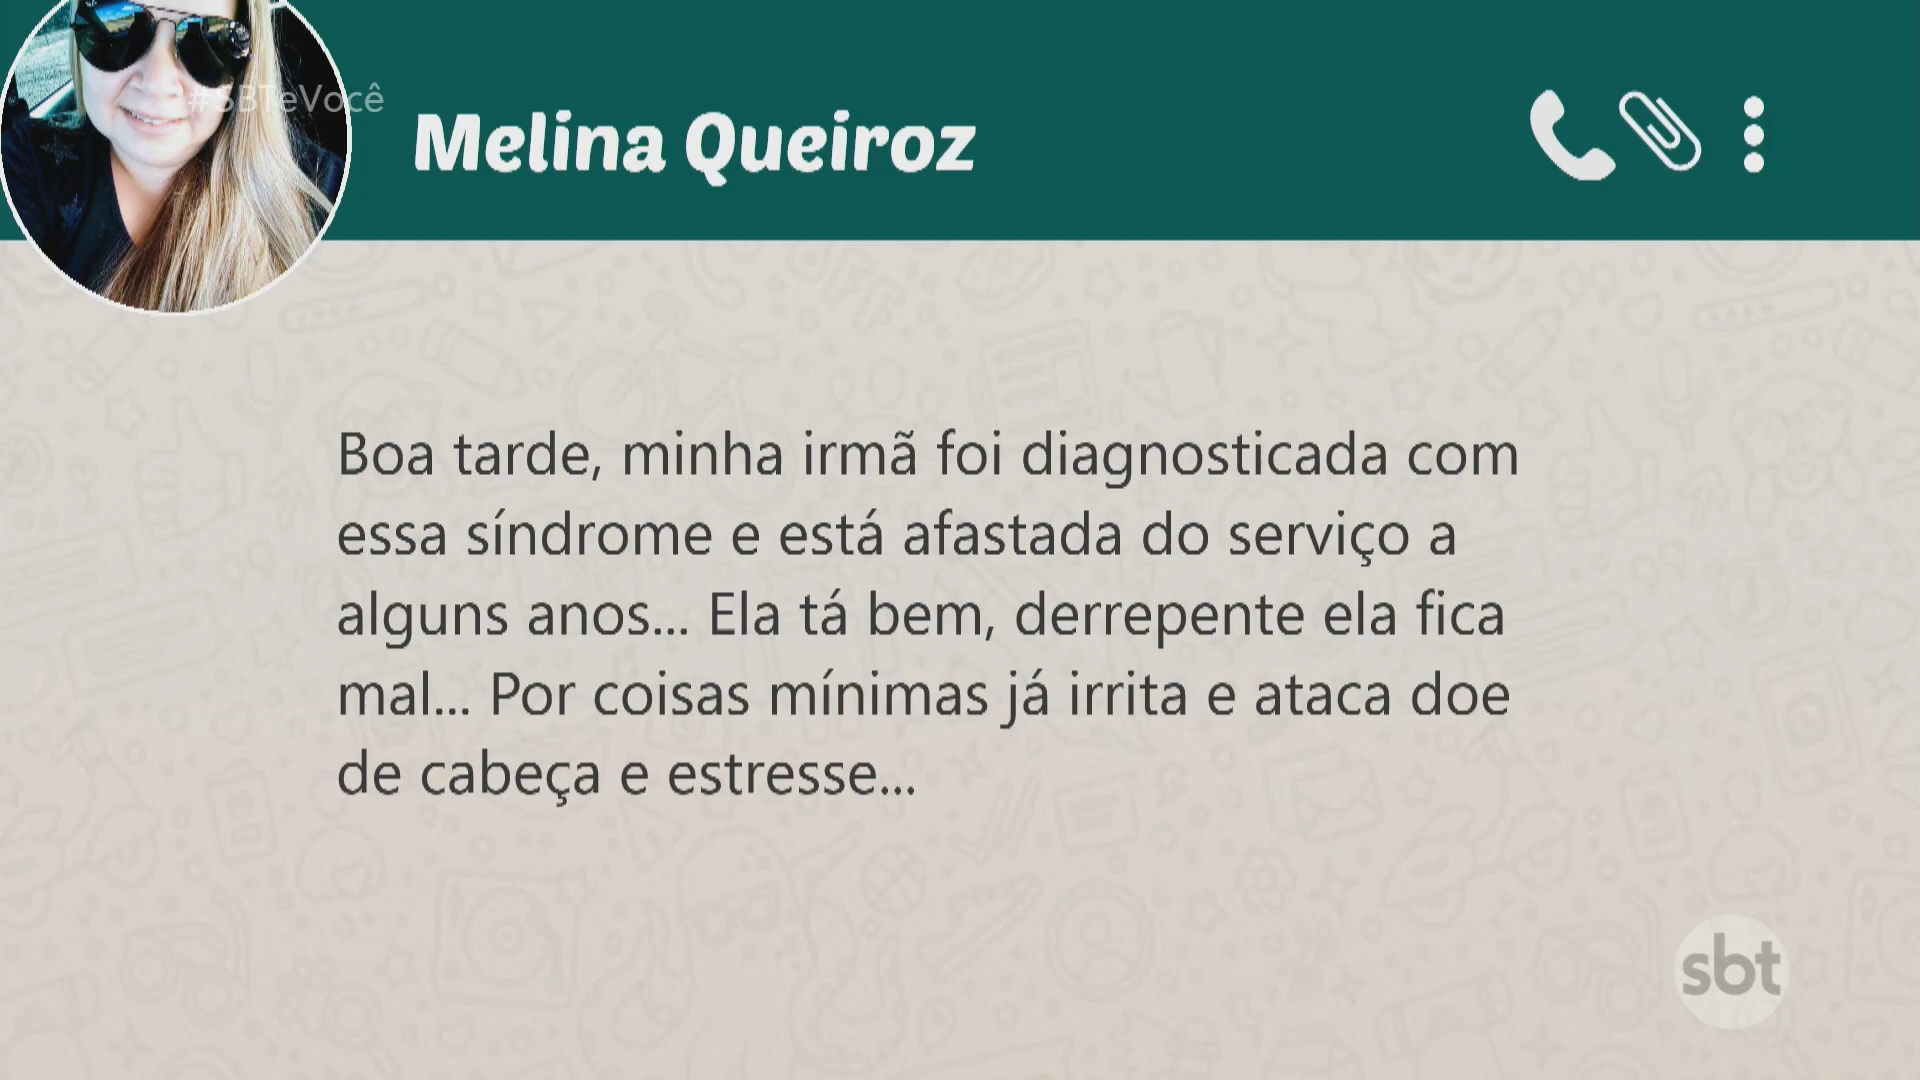 #SBTeVocê
Melina Queiroz
Boa tarde, minha irmã foi diagnosticada com
essa síndrome e está afastada do serviço a
alguns anos... Ela tá bem, derrepente ela fica
mal... Por coisas mínimas já irrita e ataca doe
de cabeça e estresse...
sbt